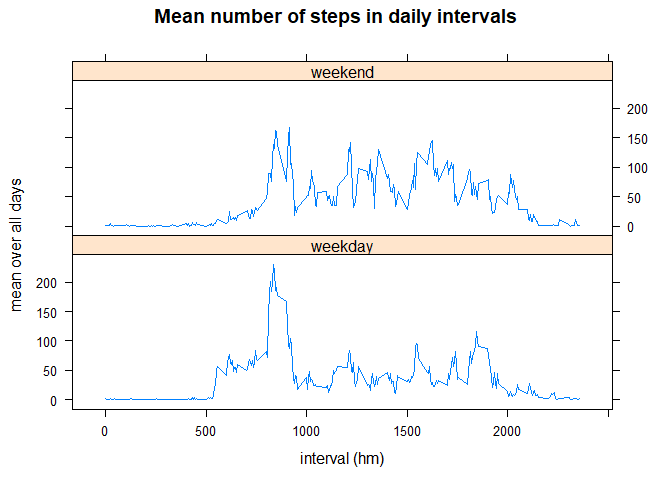 Mean number of steps in daily intervals
weekend
200
150
100
50
0
weekday
200
150
100
50
0
mean over all days
0 500 1000 1500 2000
interval (hm)